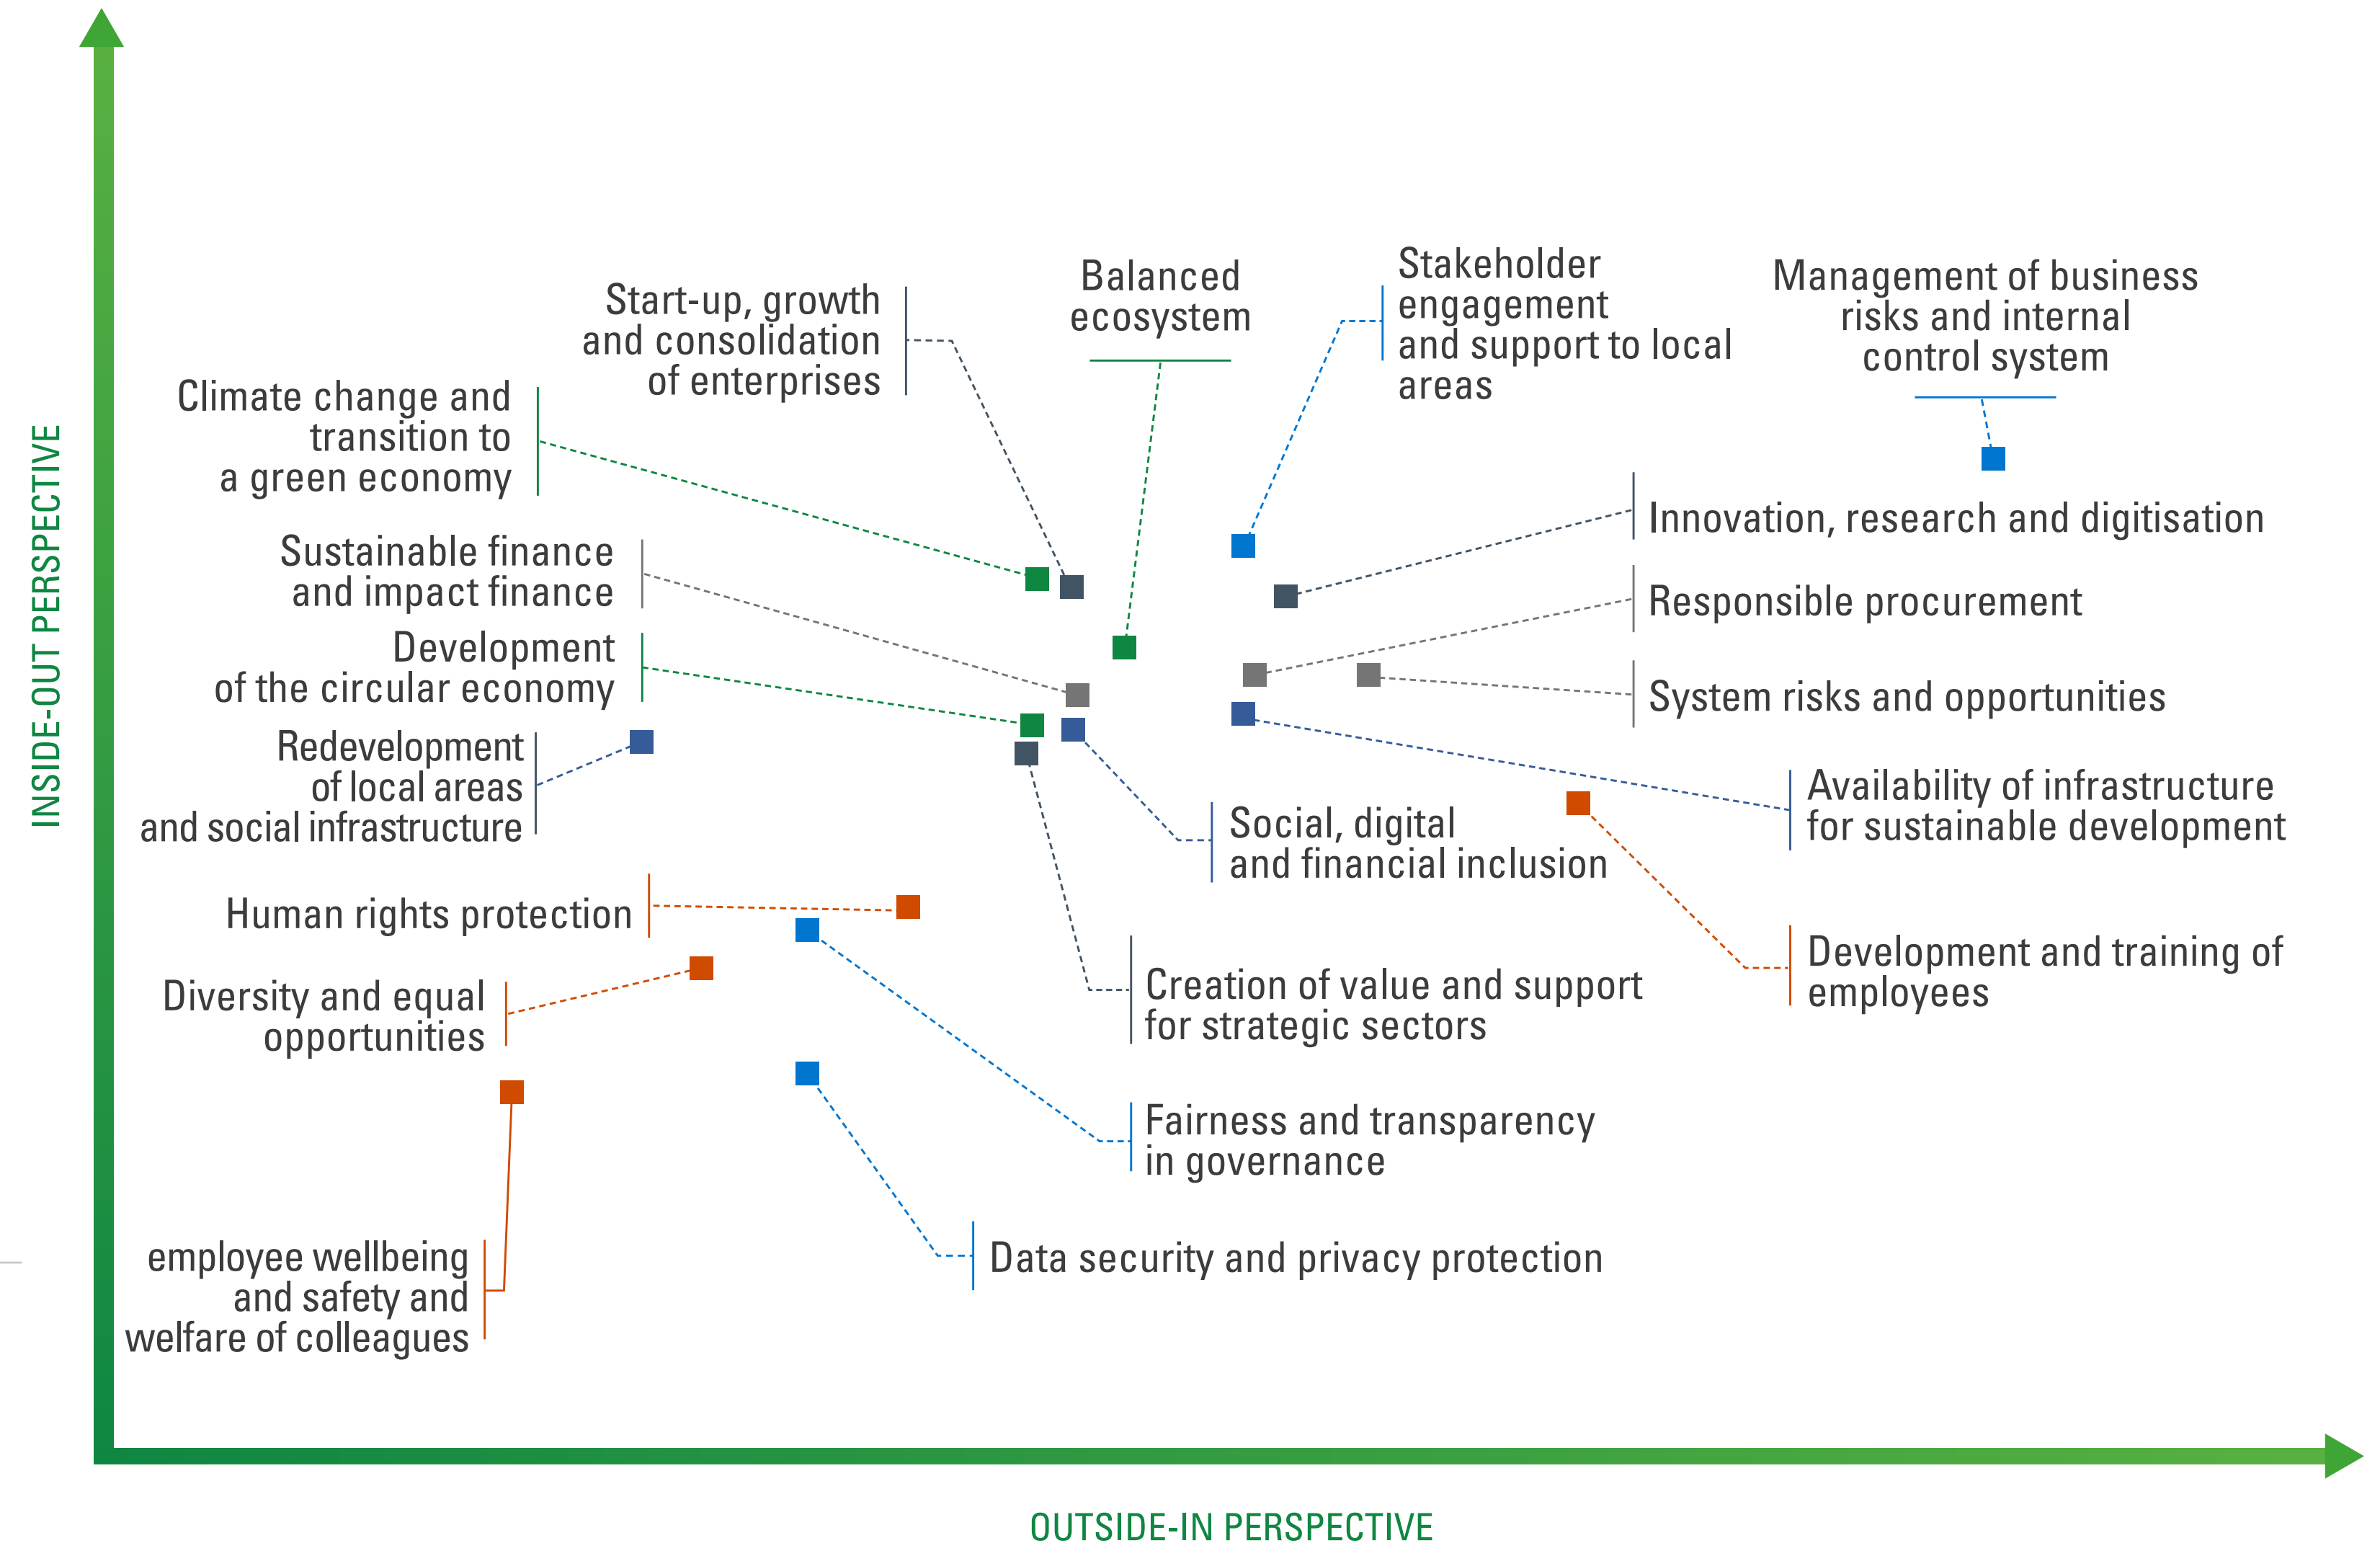 Stakeholder
engagement
and support to local
areas
Balanced
ecosystem
Management of business
risks and internal
control system
Start-up, growth
and consolidation
of enterprises
Climate change and
transition to
a green economy
INSIDE-OUT PERSPECTIVE
Innovation, research and digitisation
Sustainable finance
and impact finance
Responsible procurement
Development
of the circular economy
System risks and opportunities
Redevelopment
of local areas
and social infrastructure
Availability of infrastructure
for sustainable development
Social, digital
and financial inclusion
Human rights protection
Development and training of
employees
Creation of value and support
for strategic sectors
Diversity and equal
opportunities
Fairness and transparency
in governance
Data security and privacy protection
employee wellbeing
and safety and
welfare of colleagues
OUTSIDE-IN PERSPECTIVE